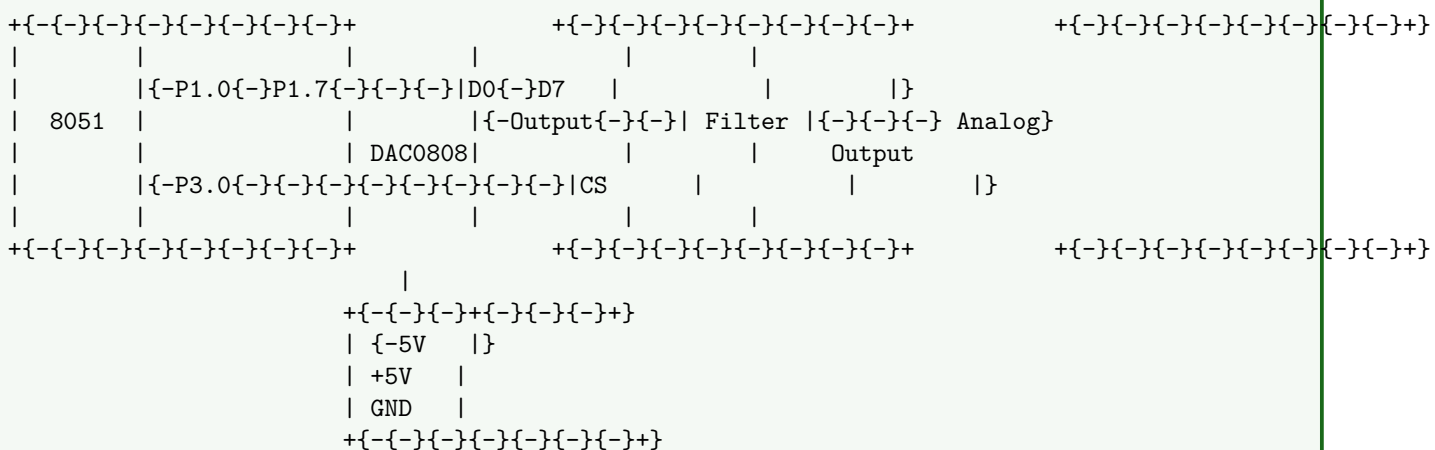 +{-{-}{-}{-}{-}{-}{-}{-}+ +{-}{-}{-}{-}{-}{-}{-}{-}+ +{-}{-}{-}{-}{-}{-}{-}{-}+}
| | | | | |
| |{-P1.0{-}P1.7{-}{-}{-}|D0{-}D7 | | |}
| 8051 | | |{-Output{-}{-}| Filter |{-}{-}{-} Analog}
| | | DAC0808| | | Output
| |{-P3.0{-}{-}{-}{-}{-}{-}{-}{-}|CS | | |}
| | | | | |
+{-{-}{-}{-}{-}{-}{-}{-}+ +{-}{-}{-}{-}{-}{-}{-}{-}+ +{-}{-}{-}{-}{-}{-}{-}{-}+}
|
+{-{-}{-}+{-}{-}{-}{-}+}
| {-5V |}
| +5V |
| GND |
+{-{-}{-}{-}{-}{-}{-}{-}+}